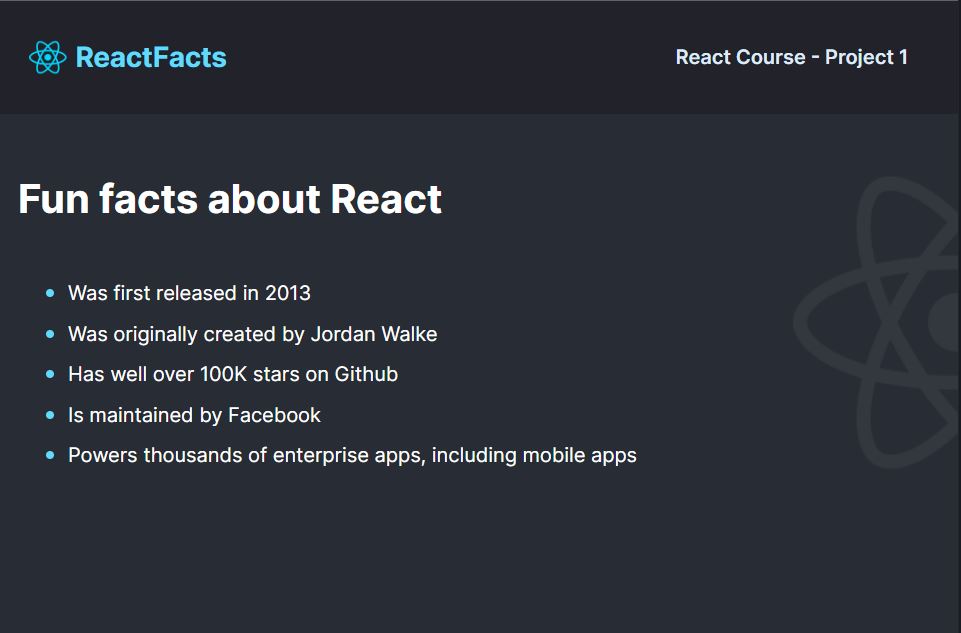 ReactFacts
React Course - Project 1
Fun facts about React
Was first released in 2013
Was originally created by Jordan Walke
Has well over 100K stars on Github
Is maintained by Facebook
Powers thousands of enterprise apps, including mobile apps